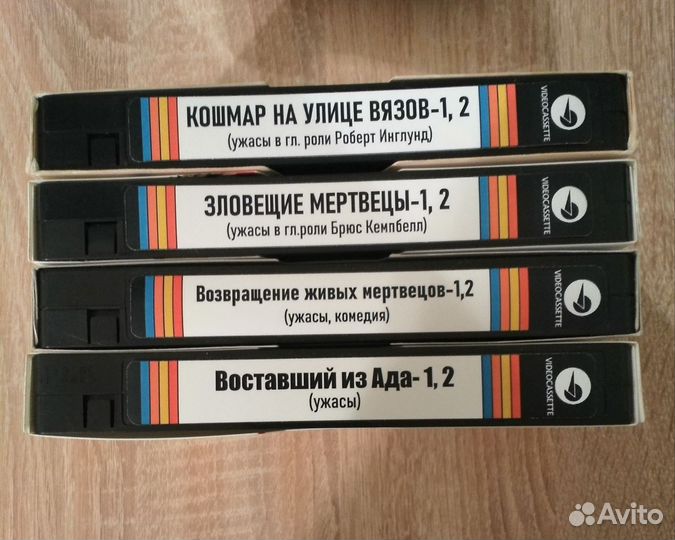 КОШМАР НА УЛИЦЕ ВЯЗОВ-1, 2
(ужасы в гл. роли Роберт Инглунд)
VIDEOCASSETTE
ЗЛОВЕЩИЕ МЕРТВЕЦЫ-1, 2
(ужасы в гл.роли Брюс Кемпбелл)
VIDEOCASSETTE
Возвращение живых мертвецов-1,2
(ужасы, комедия)
VIDEOCASSETTE
Воставший из Ада- 1, 2
(ужасы)
VIDEOCASSETTE
Avito